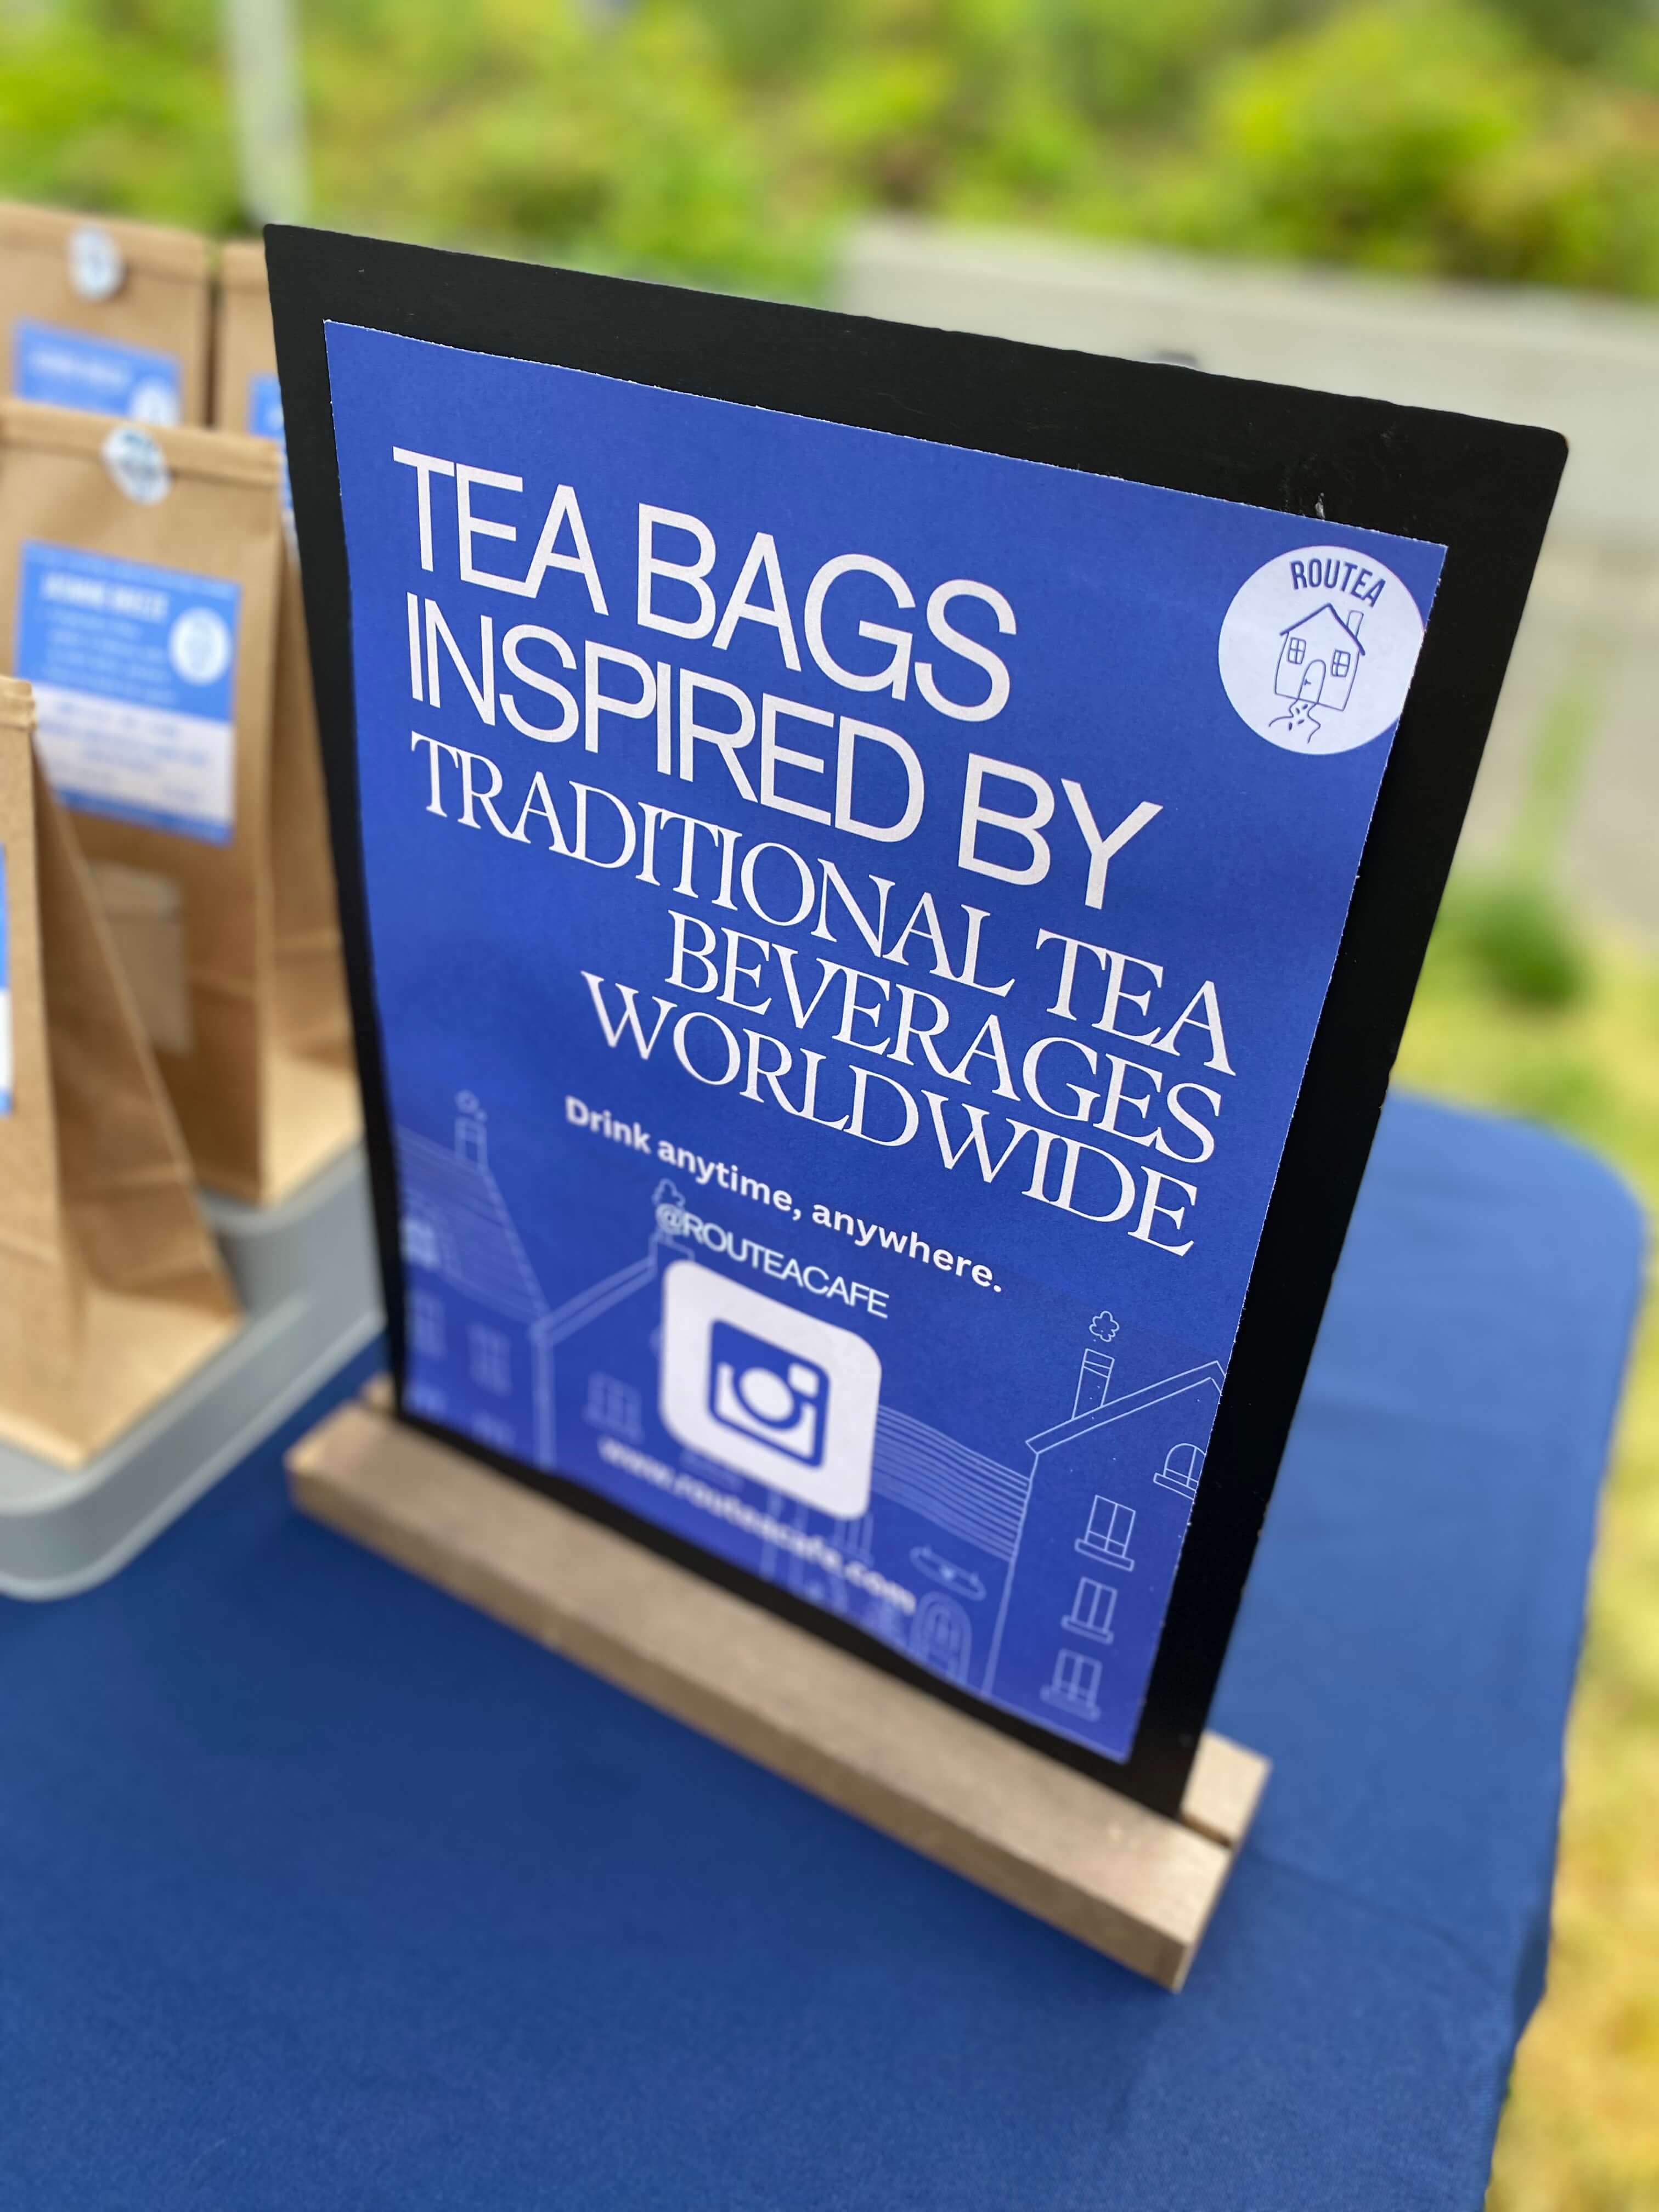 ROUTEA
TEA BAGS
INSPIRED BY
TRADITIONAL TEA
BEVERAGES
WORLDWIDE
Drink anytime, anywhere.
@ROUTEACAFE
www.routeacafe.com